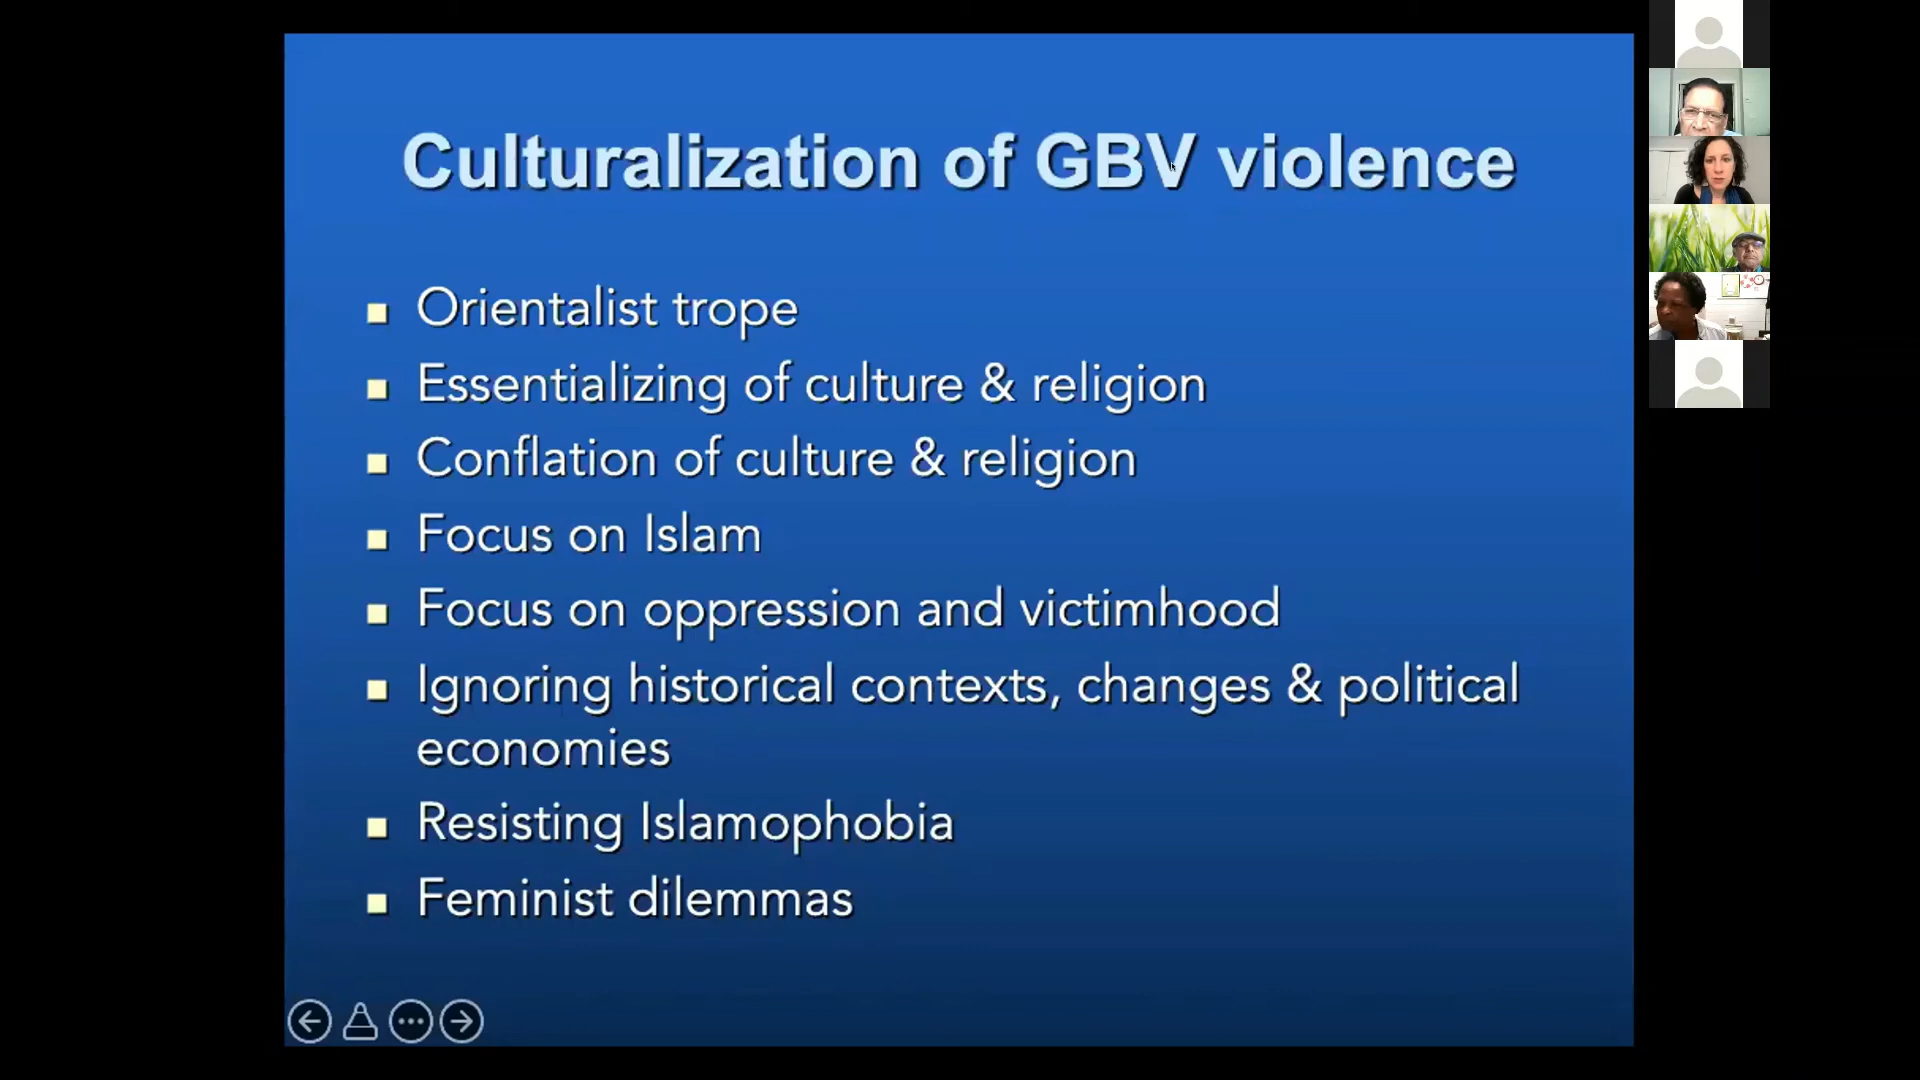 Culturalization of GBV violence
Orientalist trope
Essentializing of culture & religion
Conflation of culture & religion
Focus on Islam
Focus on oppression and victimhood
Ignoring historical contexts, changes & political
economies
Resisting Islamophobia
Feminist dilemmas